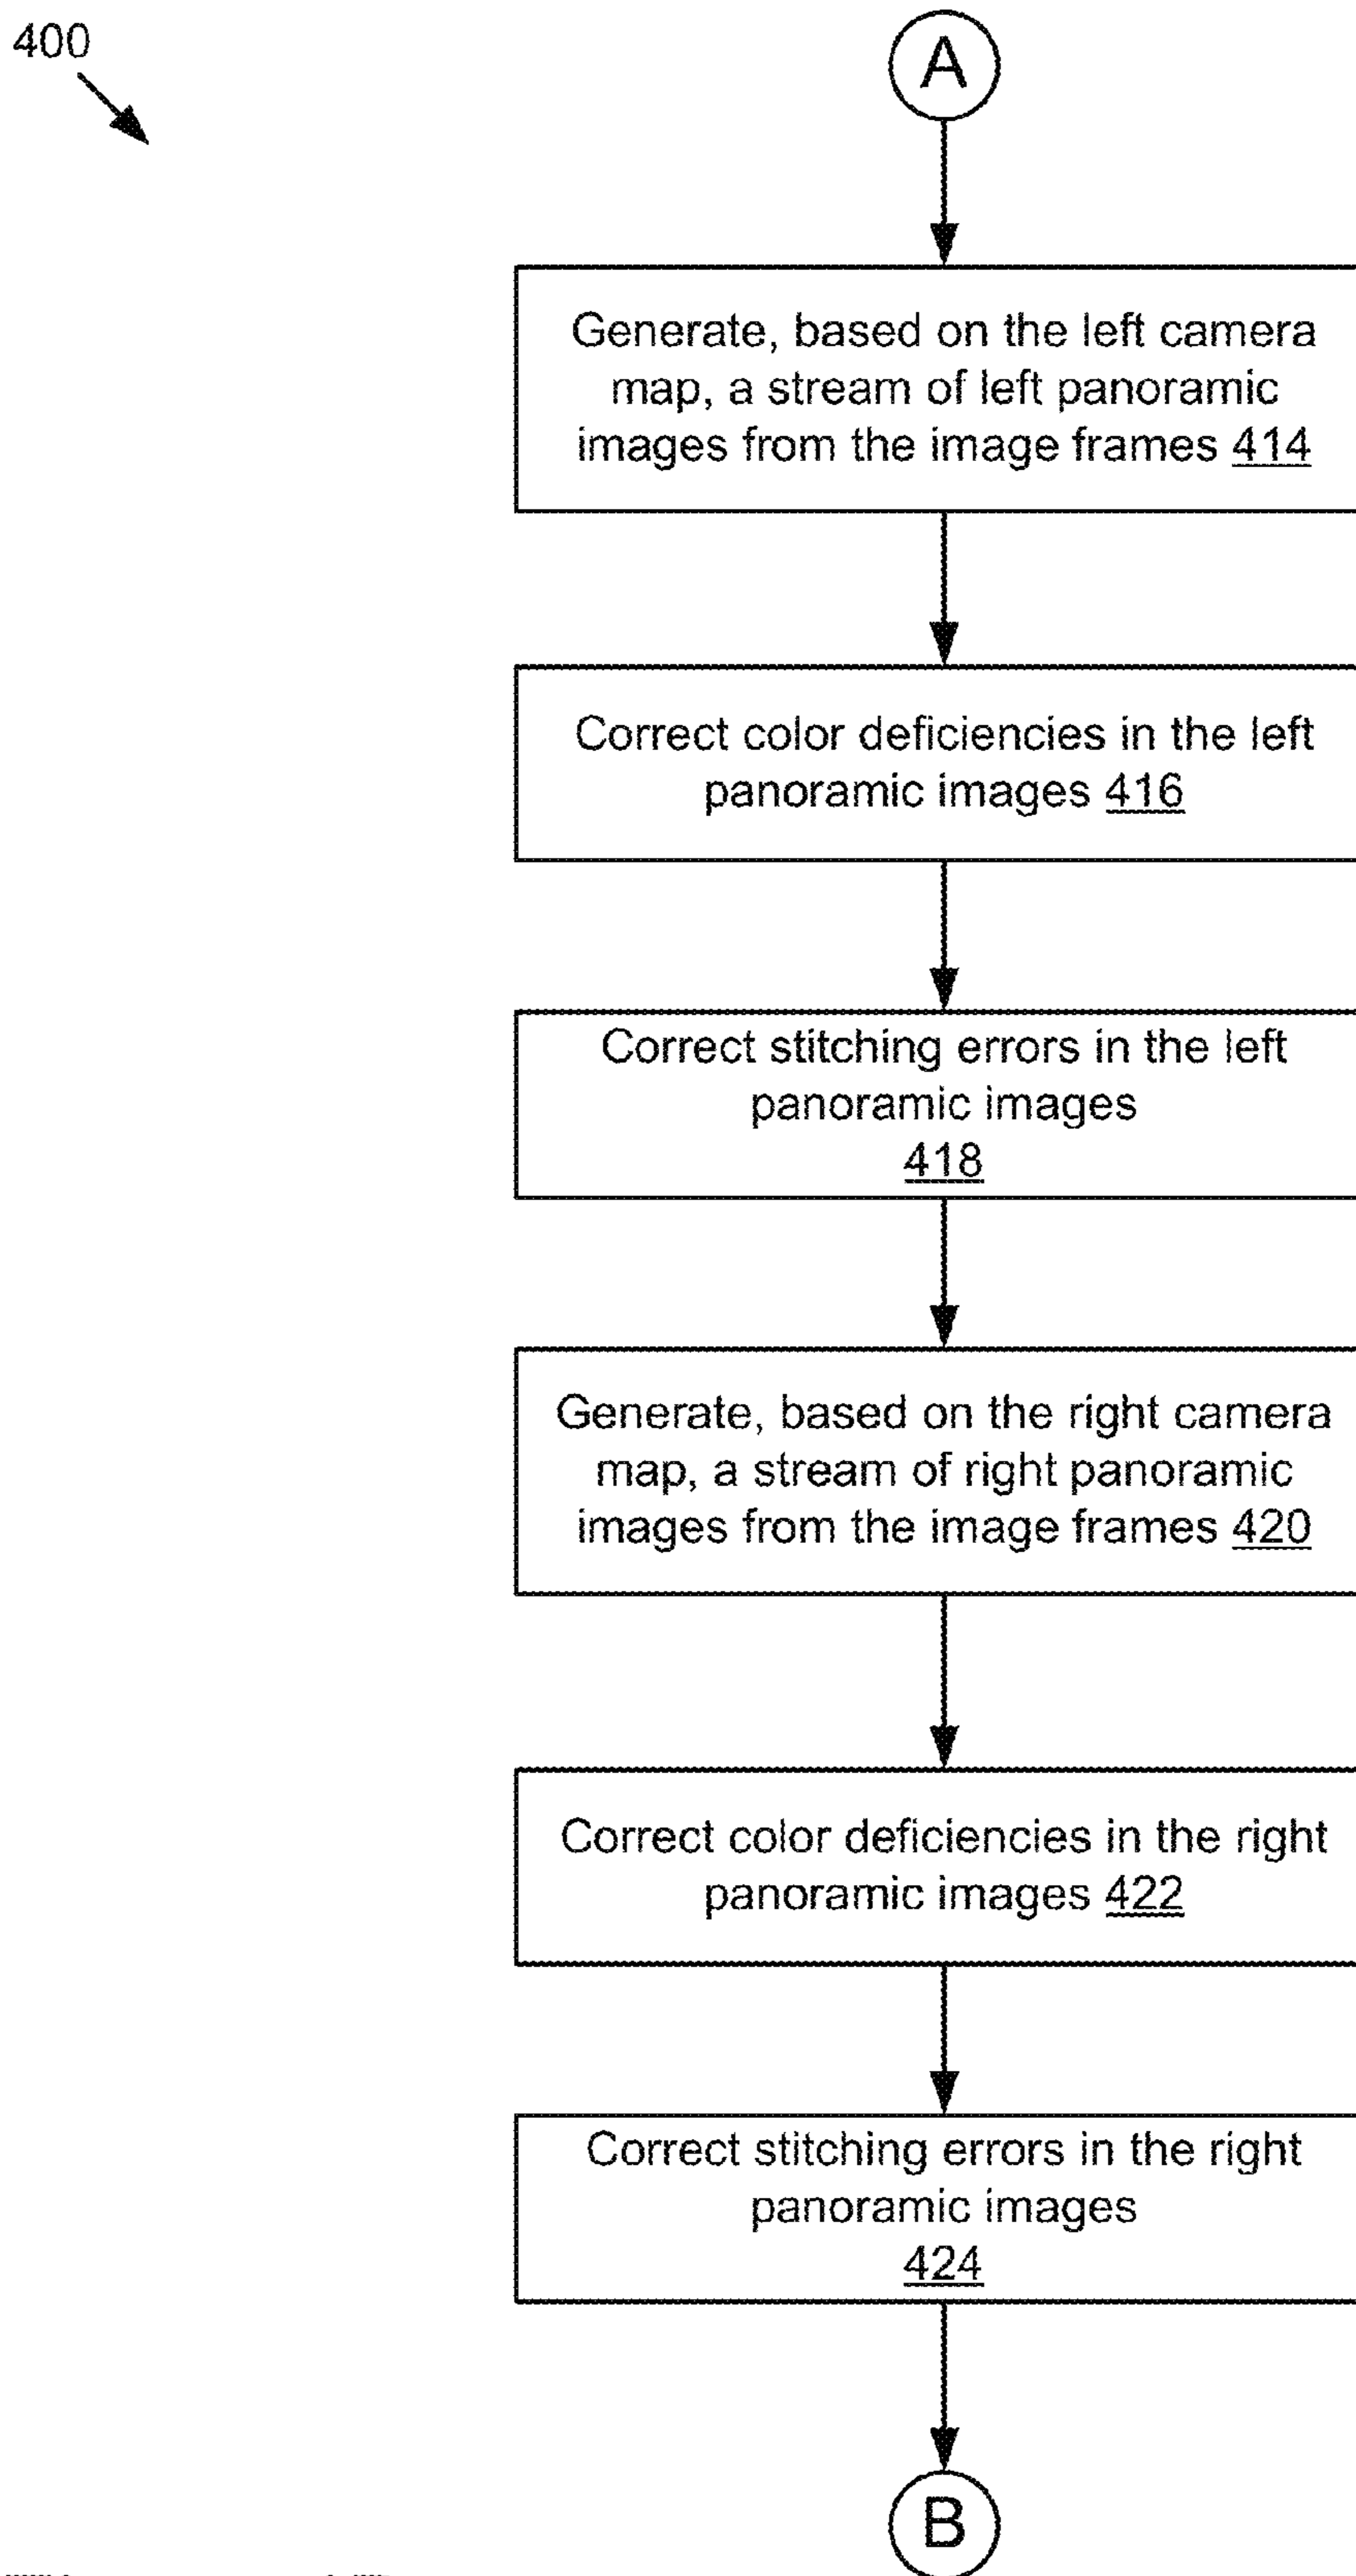 400
A
Generate, based on the left camera
map, a stream of left panoramic
images from the image frames 414
Correct color deficiencies in the left
panoramic images 416
Correct stitching errors in the left
panoramic images
418
Generate, based on the right camera
map, a stream of right panoramic
images from the image frames 420
Correct color deficiencies in the right
panoramic images 422
Correct stitching errors in the right
panoramic images
424
B